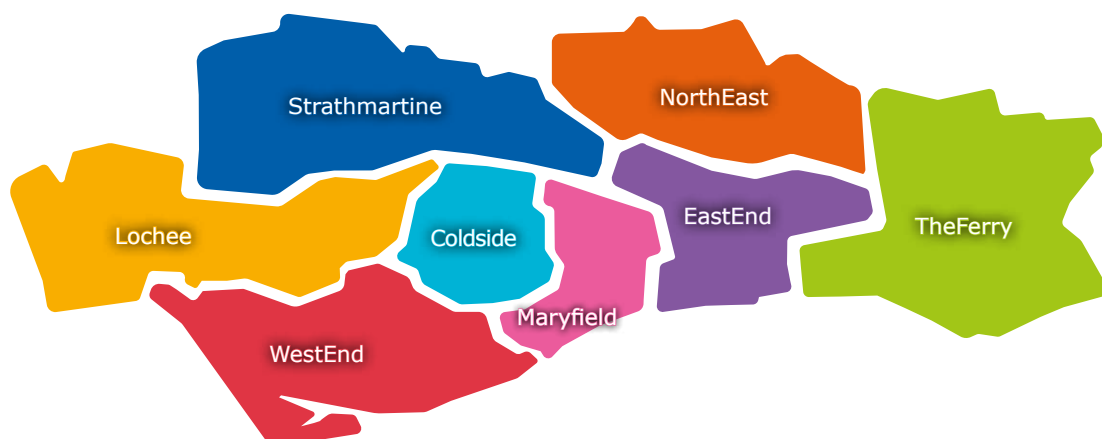 NorthEast
Strathmartine
EastEnd
TheFerry
Lochee
Coldside
Maryfield
WestEnd